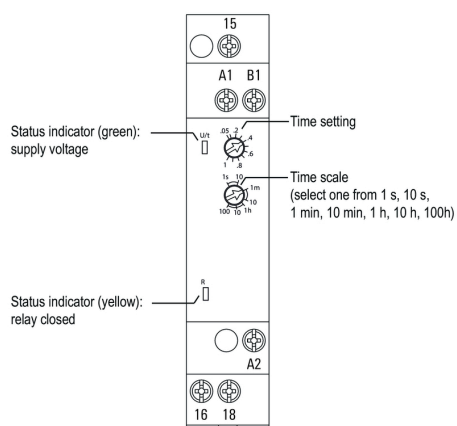 15
A1 B1
Status indicator (green):
supply voltage
U/t
.05 .2 .4 .6 .8 1
Time setting
1s 10 1m 10 1h 10 100
Time scale
(select one from 1 s, 10 s,
1 min, 10 min, 1 h, 10 h, 100h)
R
Status indicator (yellow):
relay closed
A2
16 18